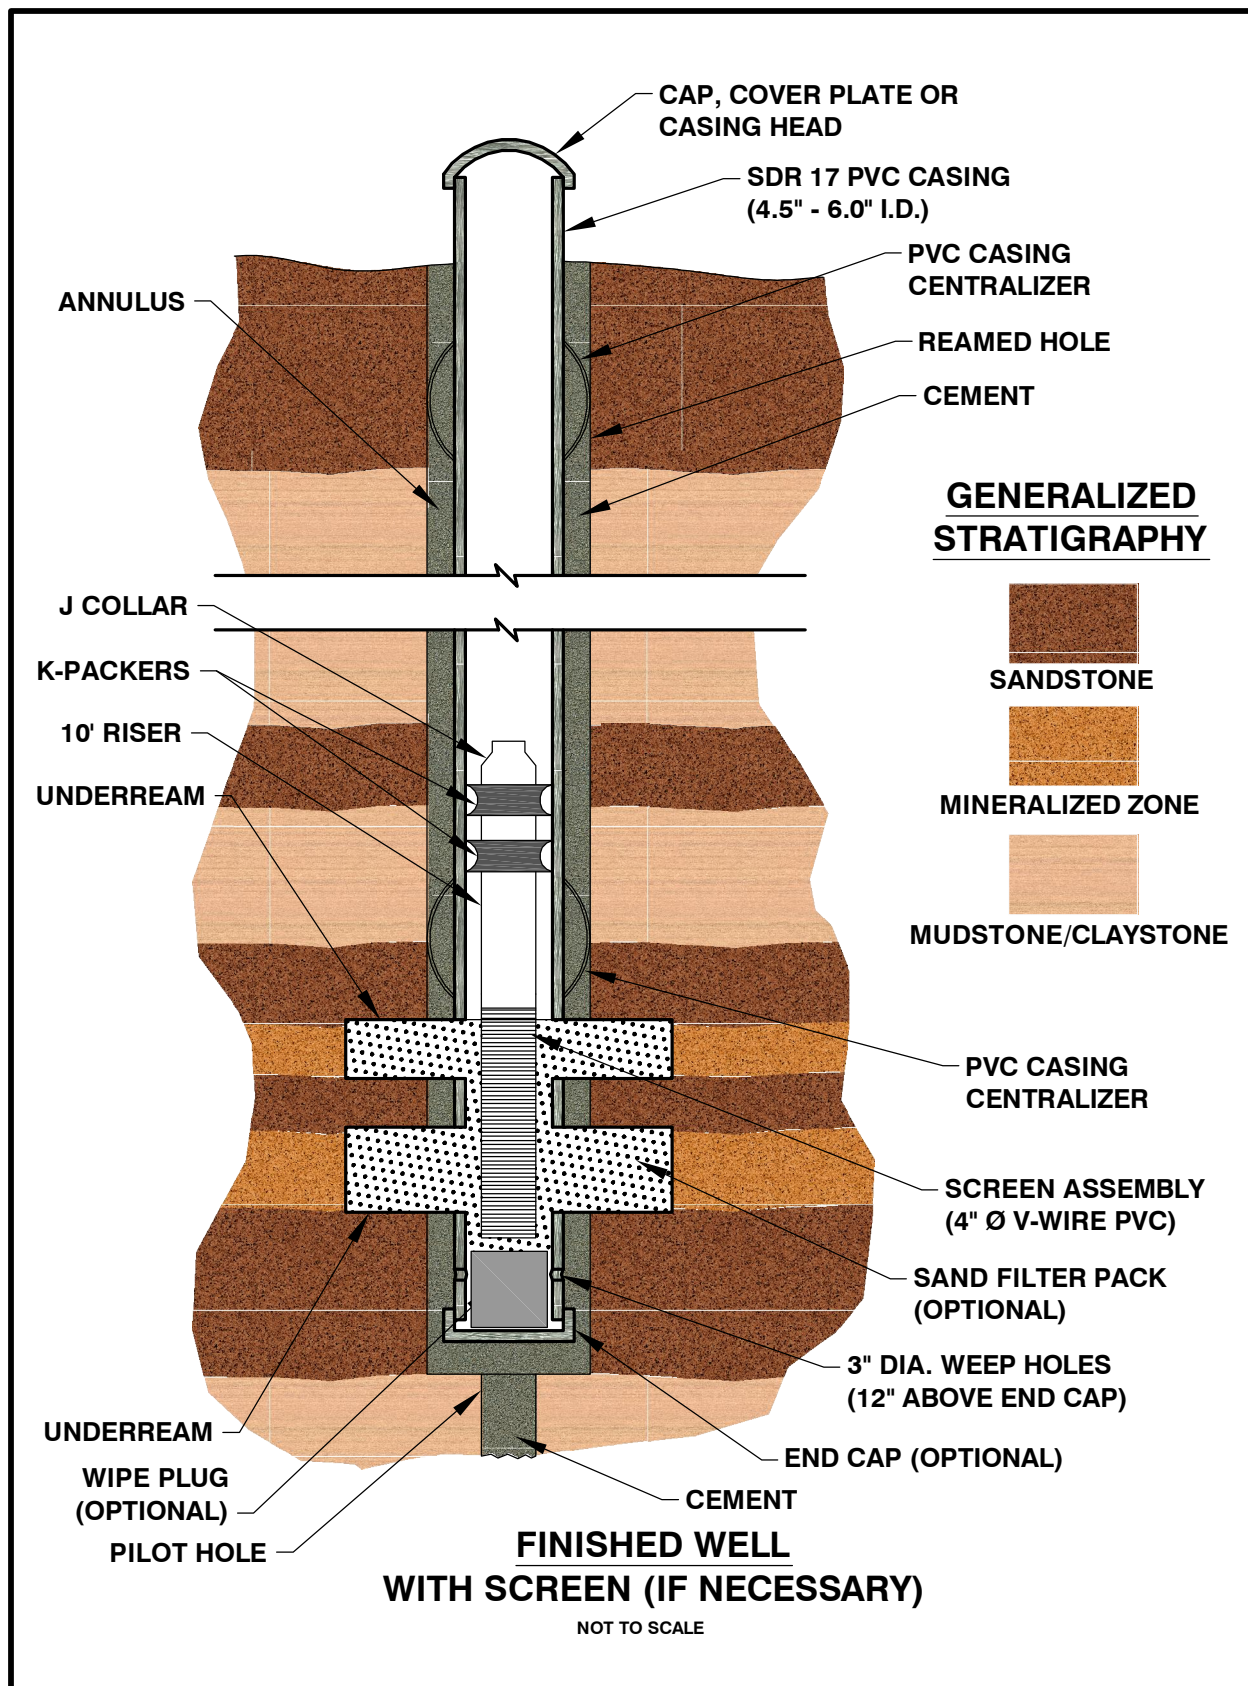 CAP, COVER PLATE OR
CASING HEAD
SDR 17 PVC CASING
(4.5" - 6.0" I.D.)
PVC CASING
CENTRALIZER
ANNULUS
REAMED HOLE
CEMENT
GENERALIZED
STRATIGRAPHY
J COLLAR
K-PACKERS
SANDSTONE
10' RISER
UNDERREAM
MINERALIZED ZONE
MUDSTONE/CLAYSTONE
PVC CASING
CENTRALIZER
SCREEN ASSEMBLY
(4" Ø V-WIRE PVC)
SAND FILTER PACK
(OPTIONAL)
3" DIA. WEEP HOLES
(12" ABOVE END CAP)
UNDERREAM
END CAP (OPTIONAL)
WIPE PLUG
(OPTIONAL)
CEMENT
PILOT HOLE
FINISHED WELL
WITH SCREEN (IF NECESSARY)
NOT TO SCALE